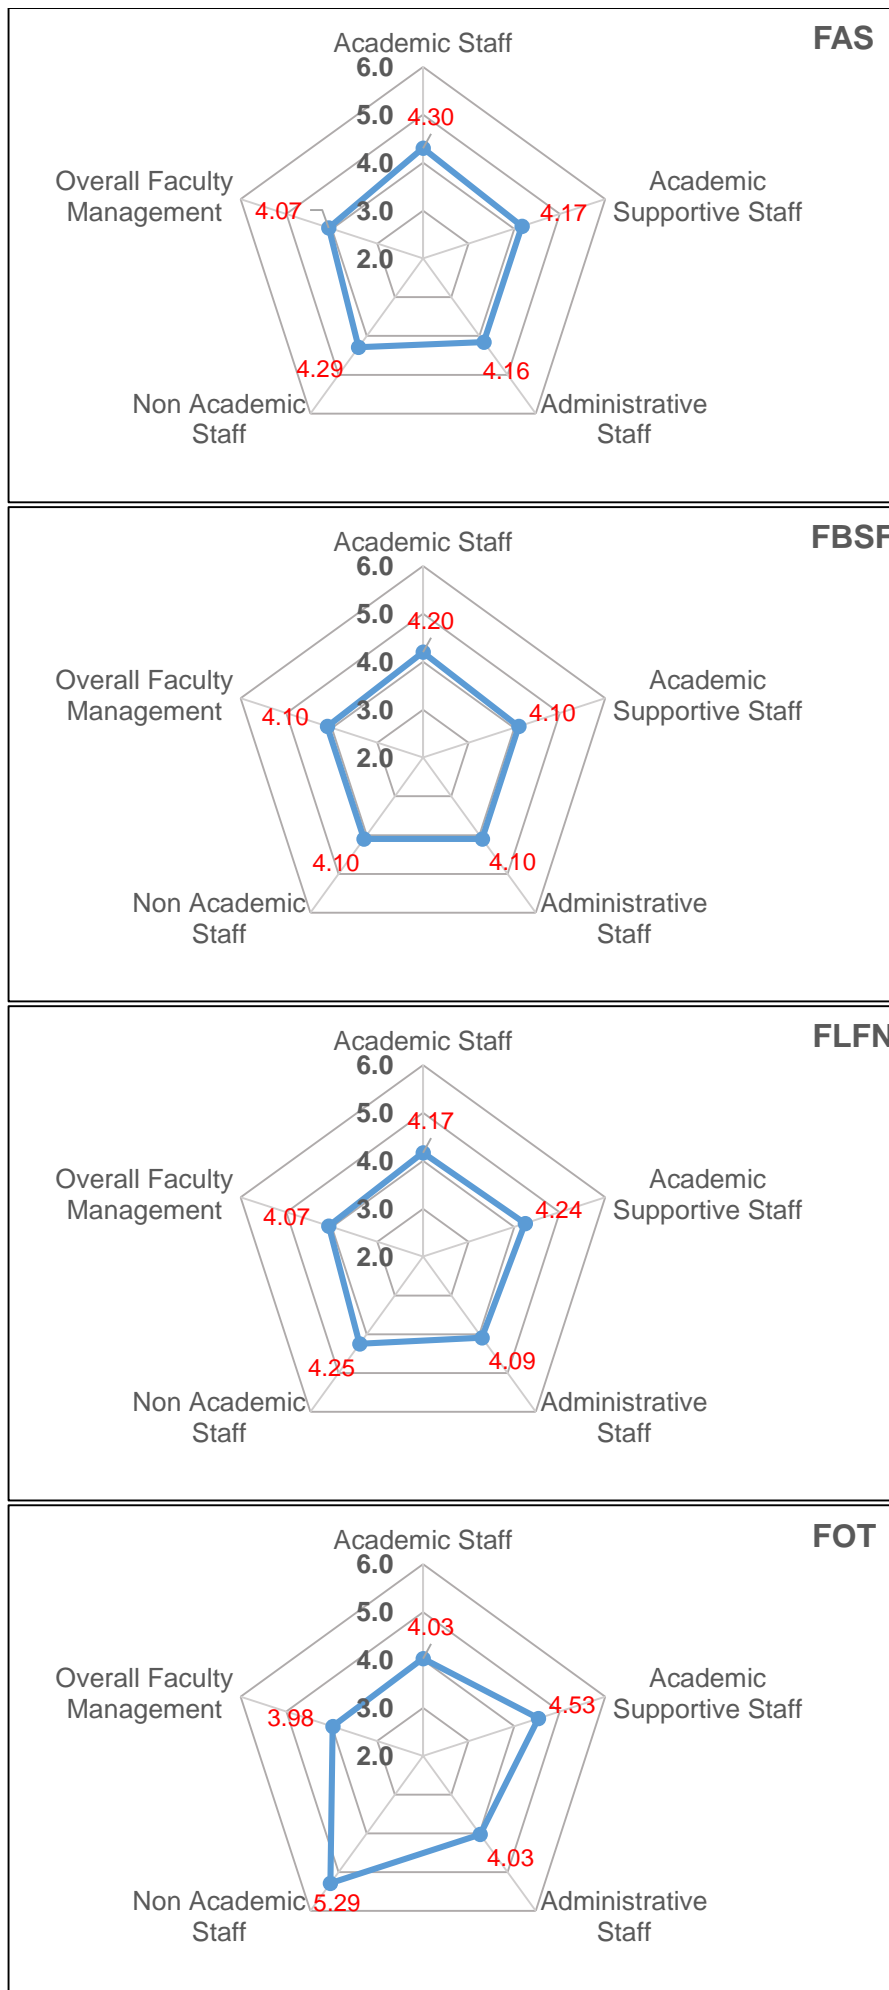 FAS
Academic Staff
6.0
5.0
4.30
4.0
Overall Faculty
Management
Academic
Supportive Staff
4.07
3.0
4.17
2.0
4.29
4.16
Non Academic
Staff
Administrative
Staff
FBSF
Academic Staff
6.0
5.0
4.20
4.0
Overall Faculty
Management
Academic
Supportive Staff
4.10
3.0
4.10
2.0
4.10
4.10
Non Academic
Staff
Administrative
Staff
FLFN
Academic Staff
6.0
5.0
4.17
4.0
Overall Faculty
Management
Academic
Supportive Staff
4.07
3.0
4.24
2.0
4.25
4.09
Non Academic
Staff
Administrative
Staff
FOT
Academic Staff
6.0
5.0
4.03
4.0
Overall Faculty
Management
Academic
Supportive Staff
3.98
3.0
4.53
2.0
4.03
5.29
Non Academic
Staff
Administrative
Staff